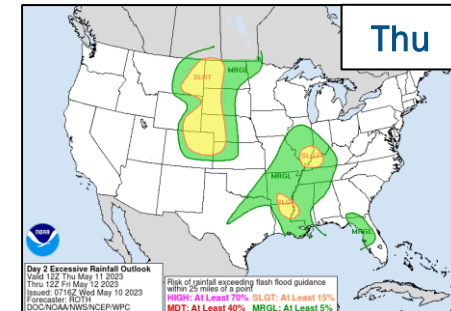 Thu
SLGT
MRGL
SLGT
MRGL
SLGT
MRGL
NOAA
Day 2 Excessive Rainfall Outlook
Valid 12Z Thu May 11 2023
Thru 12Z Fri May 12 2023
Issued: 0716Z Wed May 10 2023
Forecaster: ROTH
DOC/NOAA/NWS/NCEP/WPC
Risk of rainfall exceeding flash flood guidance
within 25 miles of a point
HIGH: At Least 70% SLGT: At Least 15%
MDT: At Least 40% MRGL: At Least 5%